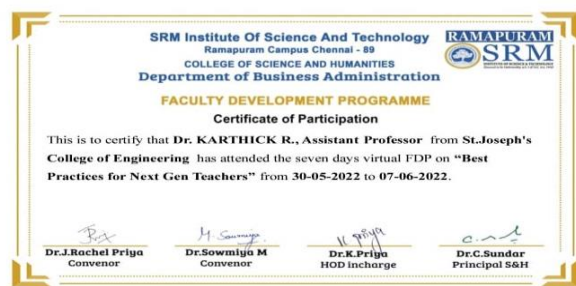 SRM Institute Of Science And Technology
Ramapuram Campus Chennai - 89
COLLEGE OF SCIENCE AND HUMANITIES
Department of Business Administration
RAMAPURAM
SRM
FACULTY DEVELOPMENT PROGRAMME
Certificate of Participation
This is to certify that Dr. KARTHICK R., Assistant Professor from St.Joseph's
College of Engineering has attended the seven days virtual FDP on “Best
Practices for Next Gen Teachers” from 30-05-2022 to 07-06-2022.
M. Sowmiya
K. Priya
Dr.J.Rachel Priya
Convenor
Dr.Sowmiya M
Convenor
Dr.K.Priya
HOD incharge
Dr.C.Sundar
Principal S&H